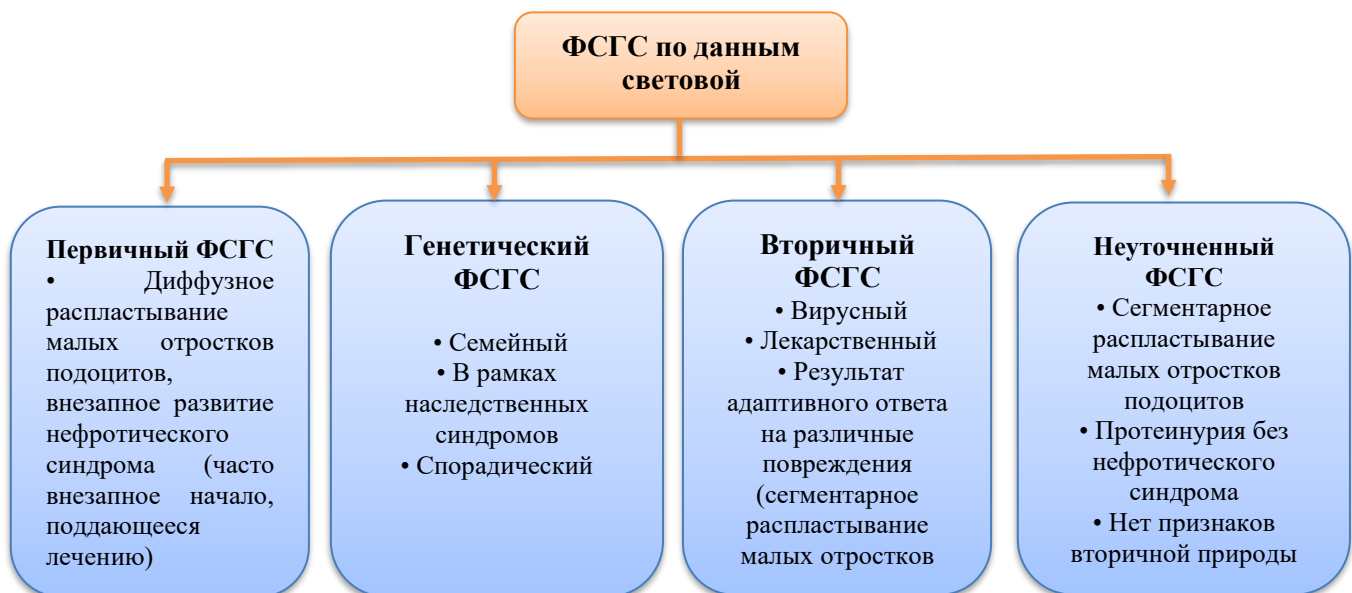 ФСГС по данным
световой
Первичный ФСГС
• Диффузное
распластывание
малых отростков
подоцитов,
внезапное развитие
нефротического
синдрома (часто
внезапное начало,
поддающееся
лечению)
Генетический
ФСГС
• Семейный
• В рамках
наследственных
синдромов
• Спорадический
Вторичный
ФСГС
• Вирусный
• Лекарственный
• Результат
адаптивного ответа
на различные
повреждения
(сегментарное
распластывание
малых отростков
Неуточненный
ФСГС
• Сегментарное
распластывание
малых отростков
подоцитов
• Протеинурия без
нефротического
синдрома
• Нет признаков
вторичной природы